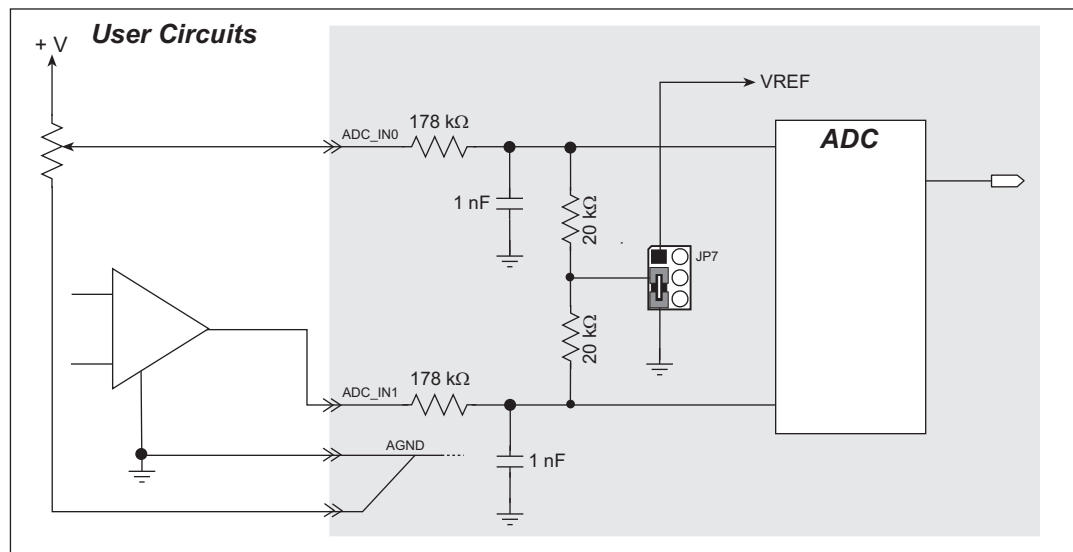 User Circuits
+ V
VREF
ADC_IN0
178 kΩ
ADC
1 nF
20 kΩ
JP7
20 kΩ
ADC_IN1
178 kΩ
AGND
1 nF